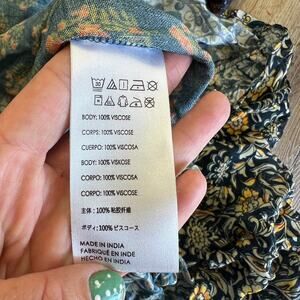 30
BODY: 100% VISCOSE
CORPS: 100% VISCOSE
CUERPO: 100% VISCOSA
BODY: 100% VISKOSE
CORPO: 100% VISCOSA
CORPO: 100% VISCOSE
主体 : 100% 粘胶纤维
ボディ : 100% ビスコース
MADE IN INDIA
FABRIQUÉ EN INDE
HECHO EN INDIA